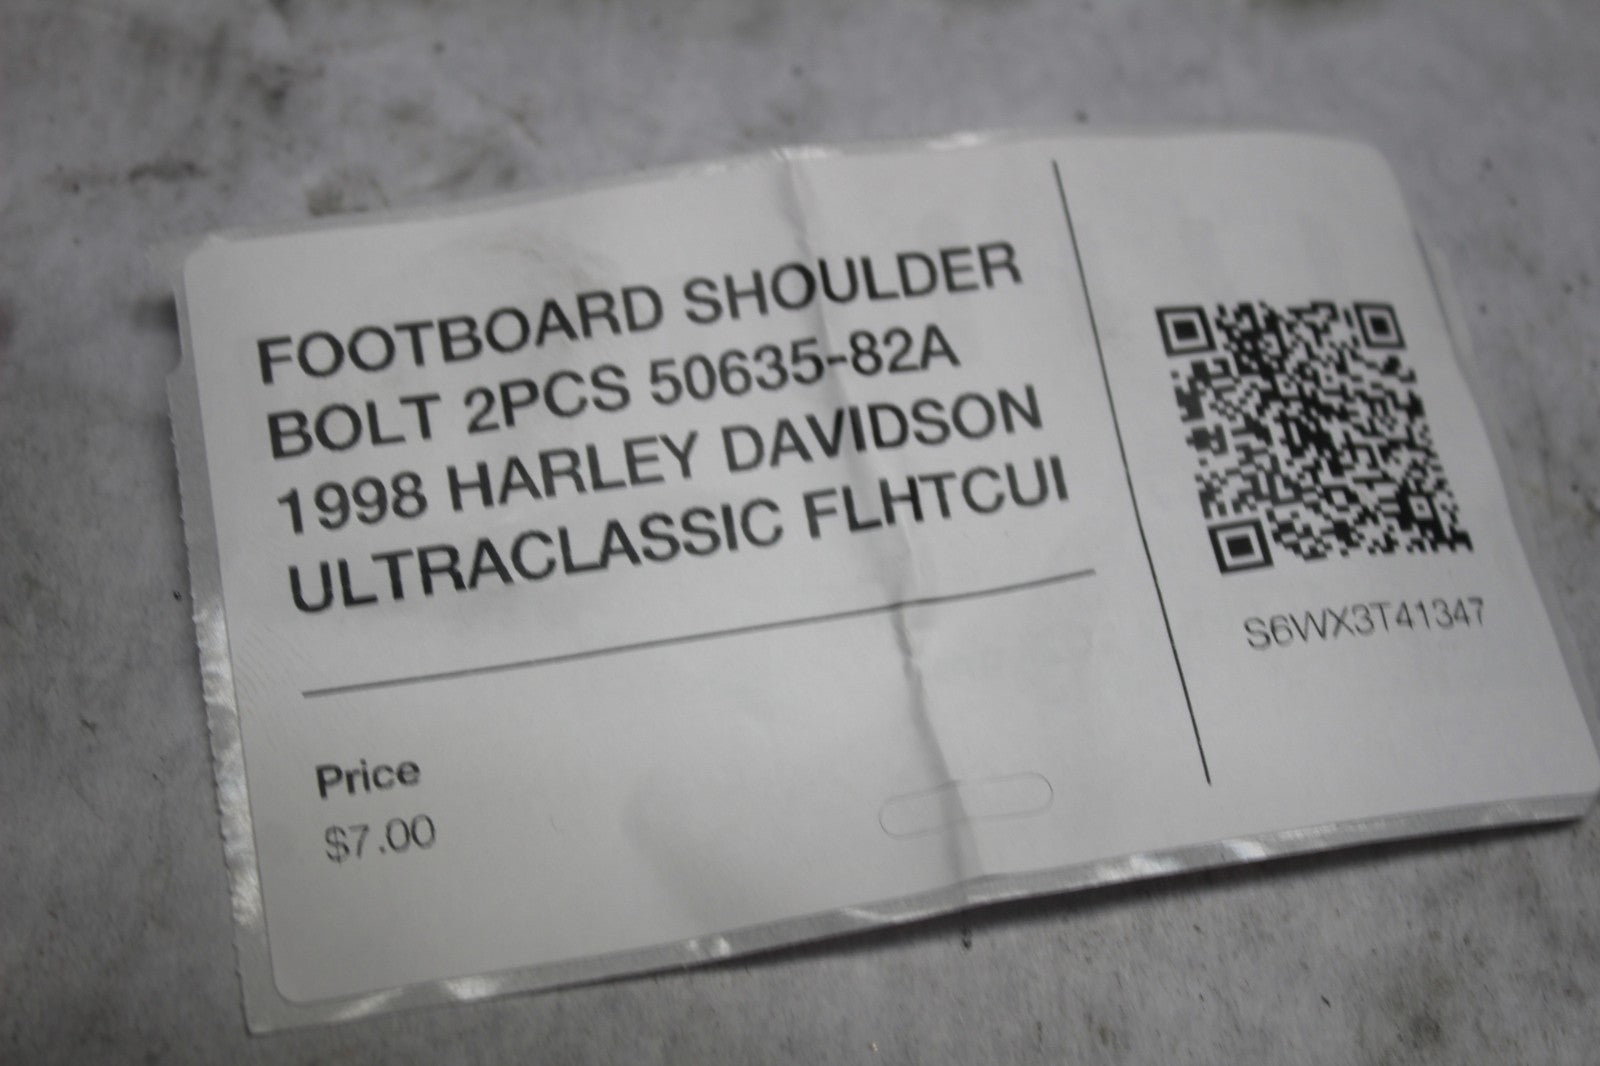 FOOTBOARD SHOULDER
BOLT 2PCS 50635-82A
1998 HARLEY DAVIDSON
ULTRACLASSIC FLHTCUI
Price
$7.00
S6WX3T41347